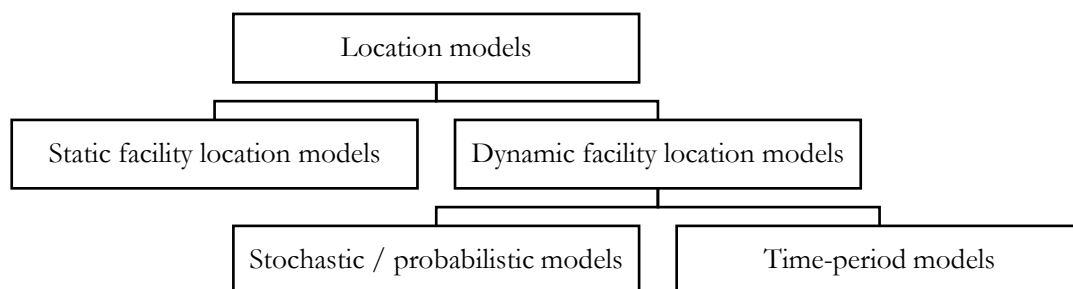 Location models
Static facility location models
Dynamic facility location models
Stochastic / probabilistic models
Time-period models